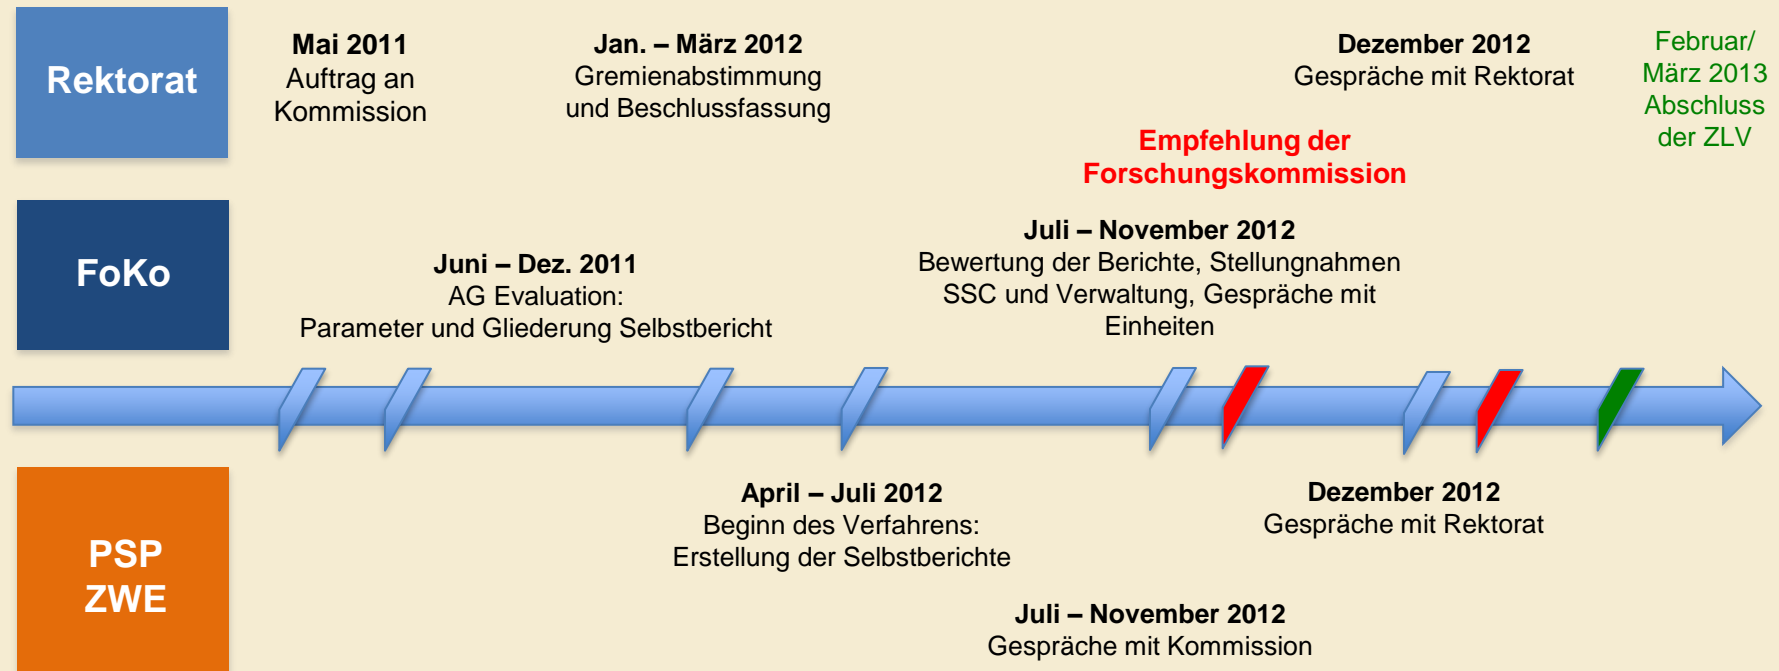 Rektorat
Mai 2011
Auftrag an
Kommission
Jan. – März 2012
Gremienabstimmung
und Beschlussfassung
Dezember 2012
Gespräche mit Rektorat
Februar/
März 2013
Abschluss
der ZLV
Empfehlung der
Forschungskommission
FoKo
Juni – Dez. 2011
AG Evaluation:
Parameter und Gliederung Selbstbericht
Juli – November 2012
Bewertung der Berichte, Stellungnahmen
SSC und Verwaltung, Gespräche mit
Einheiten
PSP
ZWE
April – Juli 2012
Beginn des Verfahrens:
Erstellung der Selbstberichte
Dezember 2012
Gespräche mit Rektorat
Juli – November 2012
Gespräche mit Kommission